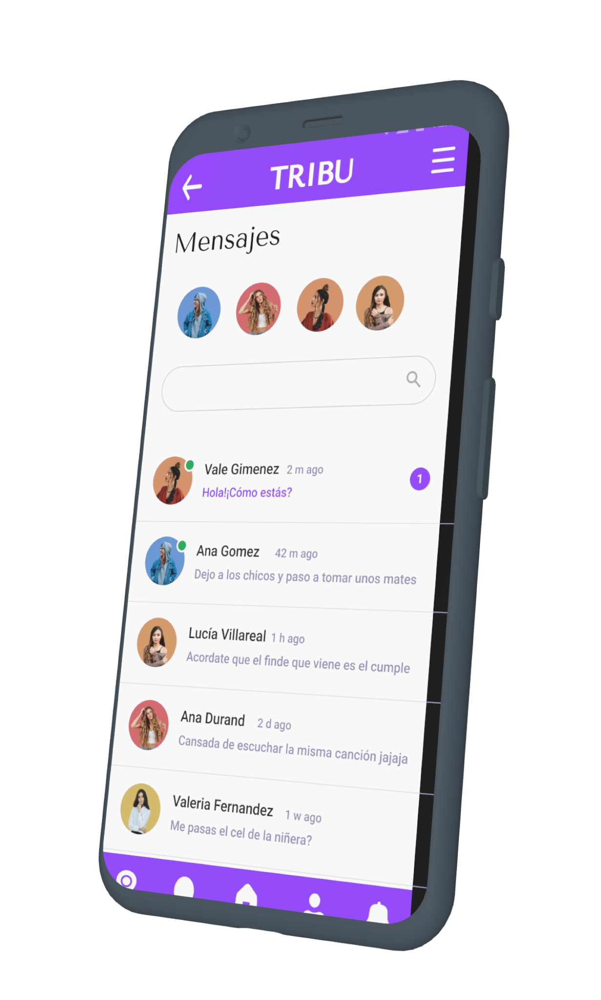 TRIBU
Mensajes
Vale Gimenez 2 m ago
Hola!¡Cómo estás?
1
Ana Gomez 42 m ago
Dejo a los chicos y paso a tomar unos mates
Lucía Villareal 1 h ago
Acordate que el finde que viene es el cumple
Ana Durand 2 d ago
Cansada de escuchar la misma canción jajaja
Valeria Fernandez 1 w ago
Me pasas el cel de la niñera?